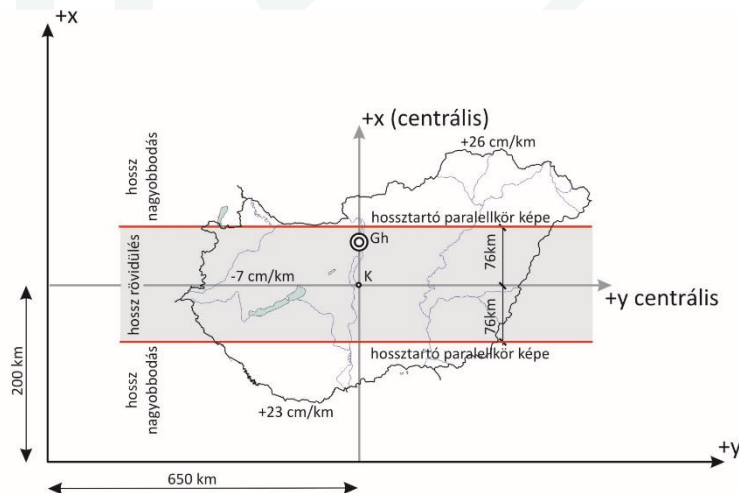 +x
+x (centrális)
+26 cm/km
hossz
nagyobbodás
hossztartó paralellkör képe
Gh
76km
hossz rövidülés
-7 cm/km
K
+y centrális
76km
hossztartó paralellkör képe
200 km
hossz
nagyobbodás
+23 cm/km
+y
650 km